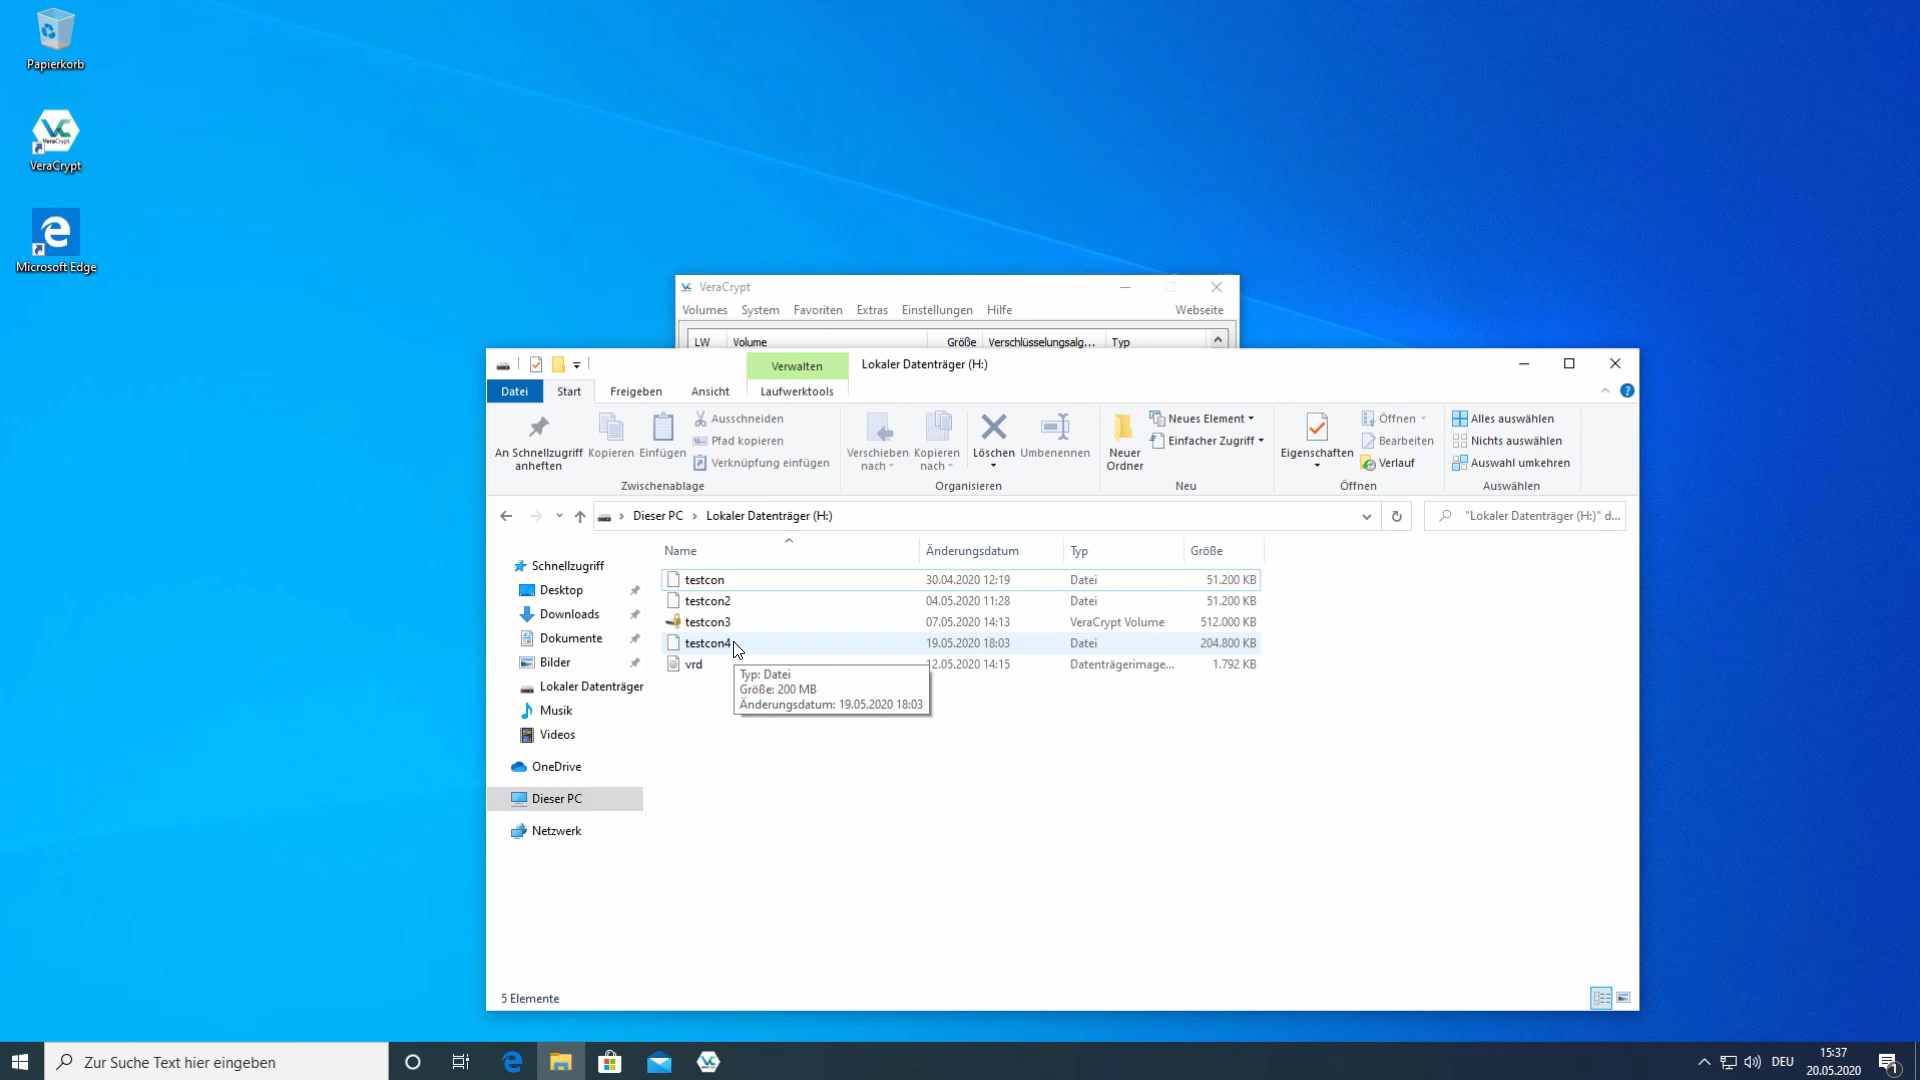 Papierkorb
VeraCrypt
VeraCrypt
Microsoft Edge
VeraCrypt
Volumes System Favoriten Extras Einstellungen Hilfe Webseite
LW Volume Größe Verschlüsselungsalg... Typ
Verwalten Lokaler Datenträger (H:)
Datei Start Freigeben Ansicht Laufwerktools
An Schnellzugriff anheften
Kopieren
Einfügen
Ausschneiden
Pfad kopieren
Verknüpfung einfügen
Zwischenablage
Verschieben nach
Kopieren nach
Löschen
Umbenennen
Organisieren
Neuer Ordner
Neues Element
Einfacher Zugriff
Neu
Eigenschaften
Öffnen
Bearbeiten
Verlauf
Öffnen
Alles auswählen
Nichts auswählen
Auswahl umkehren
Auswählen
Dieser PC Lokaler Datenträger (H:)
"Lokaler Datenträger (H:)" d...
Schnellzugriff
Desktop
Downloads
Dokumente
Bilder
Lokaler Datenträger
Musik
Videos
OneDrive
Dieser PC
Netzwerk
Name Änderungsdatum Typ Größe
testcon 30.04.2020 12:19 Datei 51.200 KB
testcon2 04.05.2020 11:28 Datei 51.200 KB
testcon3 07.05.2020 14:13 VeraCrypt Volume 512.000 KB
testcon4 19.05.2020 18:03 Datei 204.800 KB
vrd 12.05.2020 14:15 Datenträgerimage... 1.792 KB
Typ: Datei
Größe: 200 MB
Änderungsdatum: 19.05.2020 18:03
5 Elemente
Zur Suche Text hier eingeben
DEU
15:37
20.05.2020
1